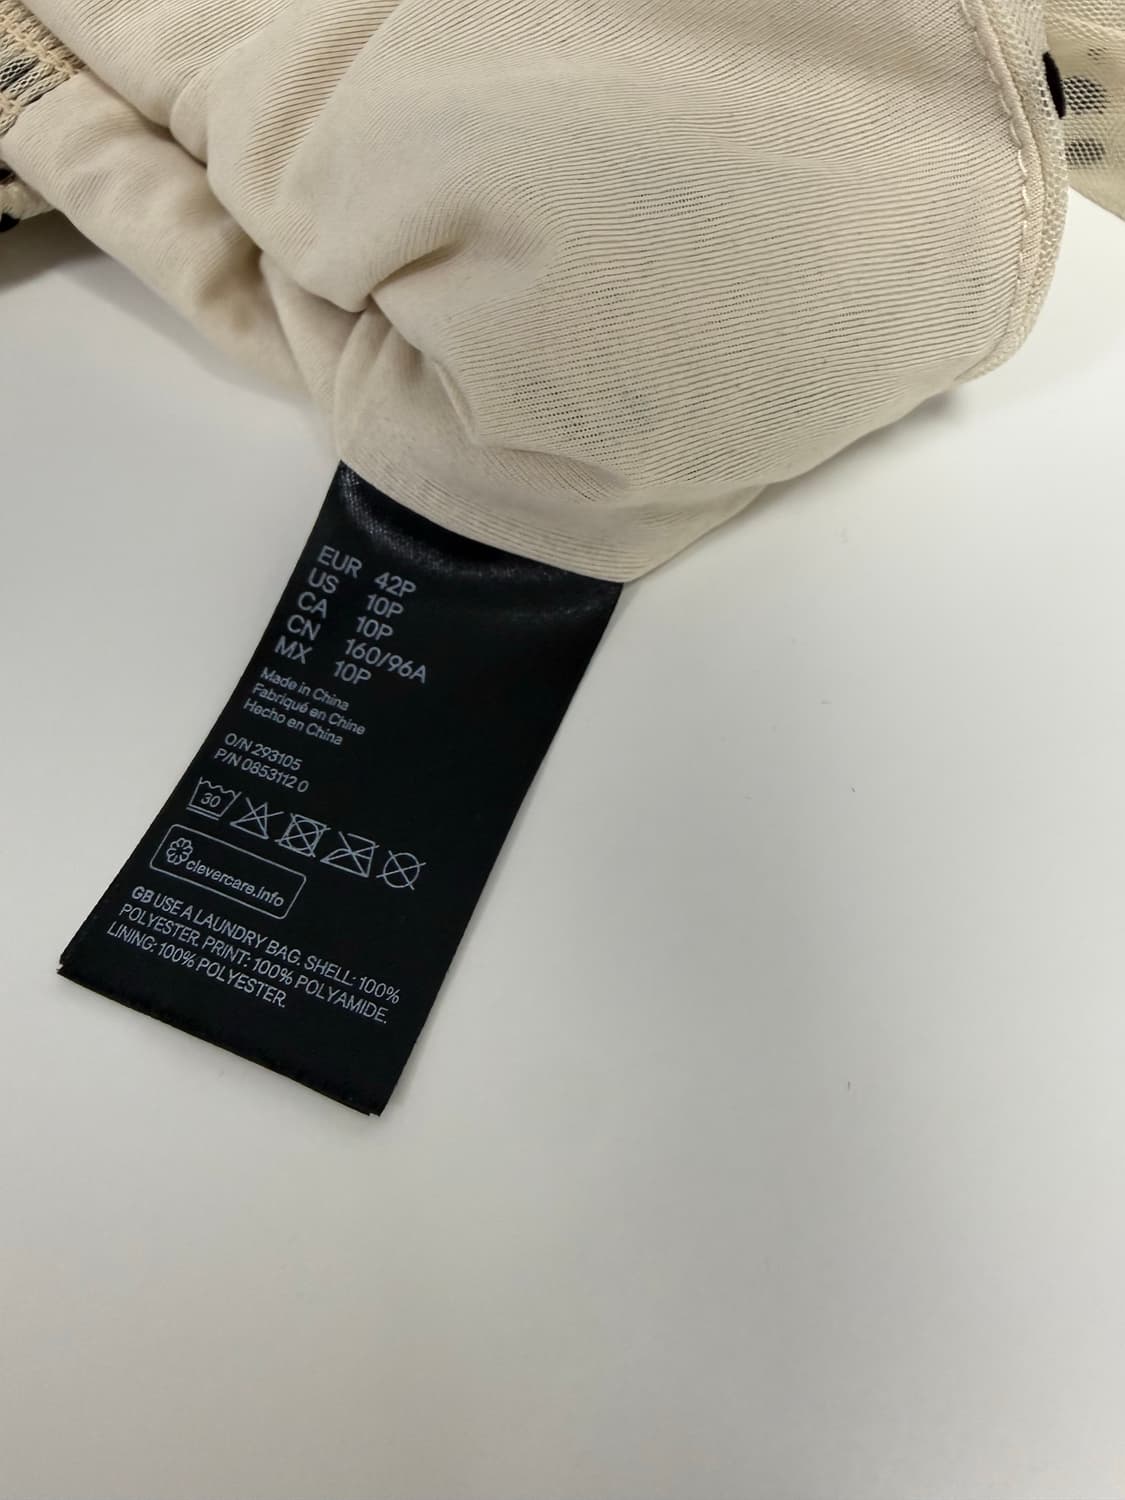 EUR 42P
US 10P
CA 10P
CN 160/96A
MX 10P
Made in China
Fabriqué en Chine
Hecho en China
O/N 293105
P/N 0853112 0
30
clevercare.info
GB USE A LAUNDRY BAG. SHELL: 100%
POLYESTER. PRINT: 100% POLYAMIDE.
LINING: 100% POLYESTER.